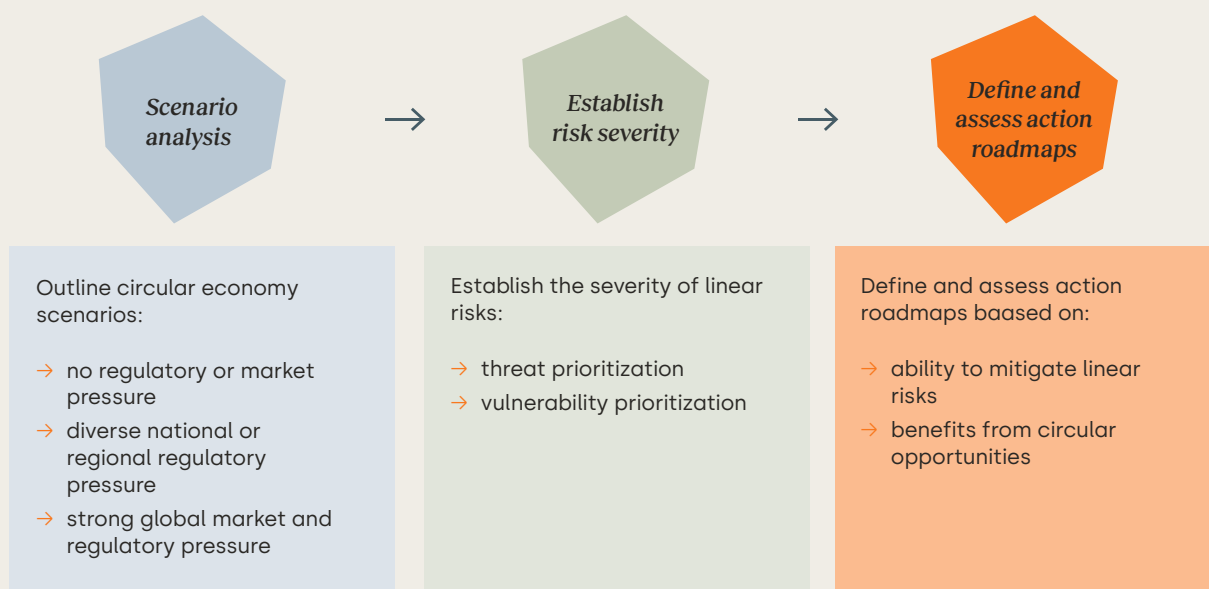 Scenario
analysis
Establish
risk severity
Define and
assess action
roadmaps
Outline circular economy
scenarios:
→ no regulatory or market
pressure
→ diverse national or
regional regulatory
pressure
→ strong global market and
regulatory pressure
Establish the severity of linear
risks:
→ threat prioritization
→ vulnerability prioritization
Define and assess action
roadmaps baased on:
→ ability to mitigate linear
risks
→ benefits from circular
opportunities